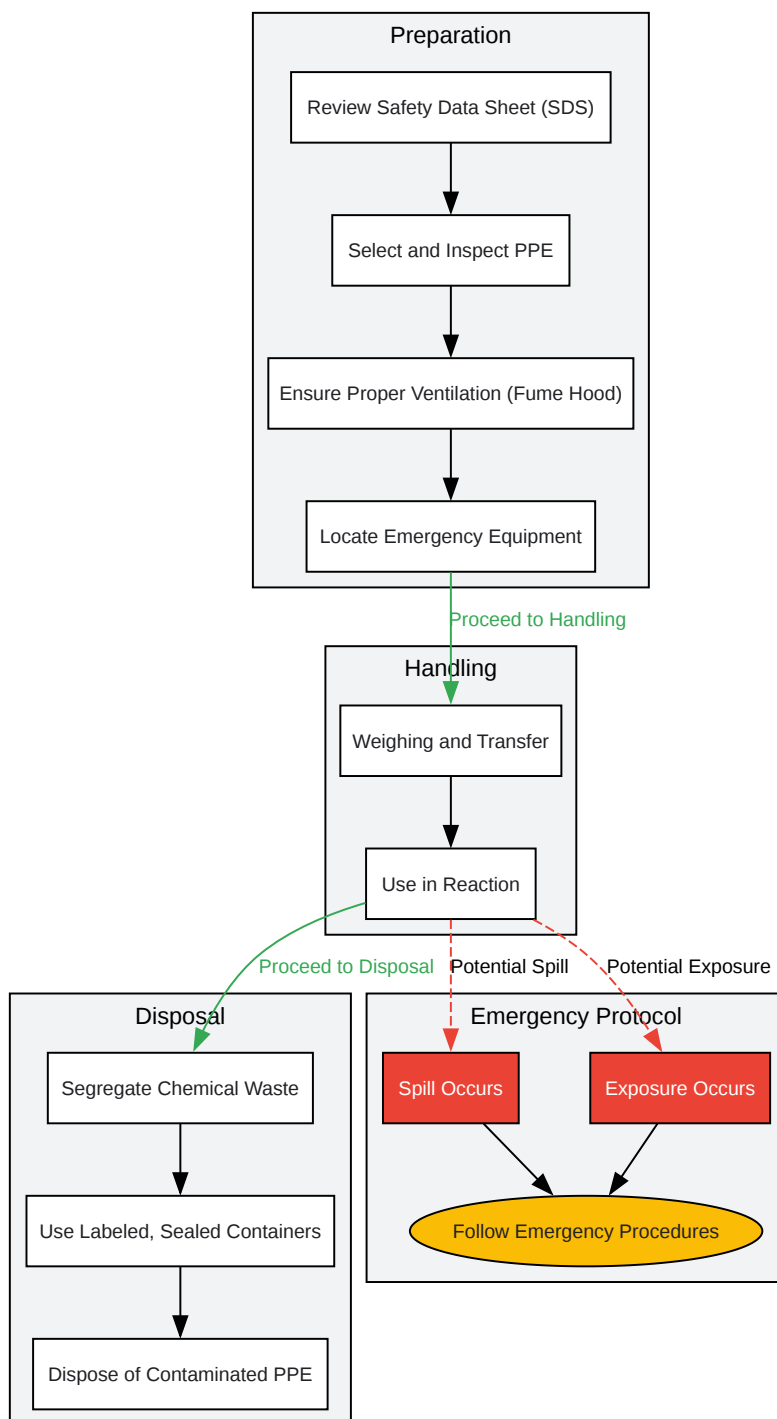 Preparation
Review Safety Data Sheet (SDS)
Select and Inspect PPE
Ensure Proper Ventilation (Fume Hood)
Locate Emergency Equipment
Proceed to Handling
Handling
Weighing and Transfer
Use in Reaction
Proceed to Disposal
Potential Spill
Potential Exposure
Disposal
Segregate Chemical Waste
Use Labeled, Sealed Containers
Dispose of Contaminated PPE
Emergency Protocol
Spill Occurs
Exposure Occurs
Follow Emergency Procedures